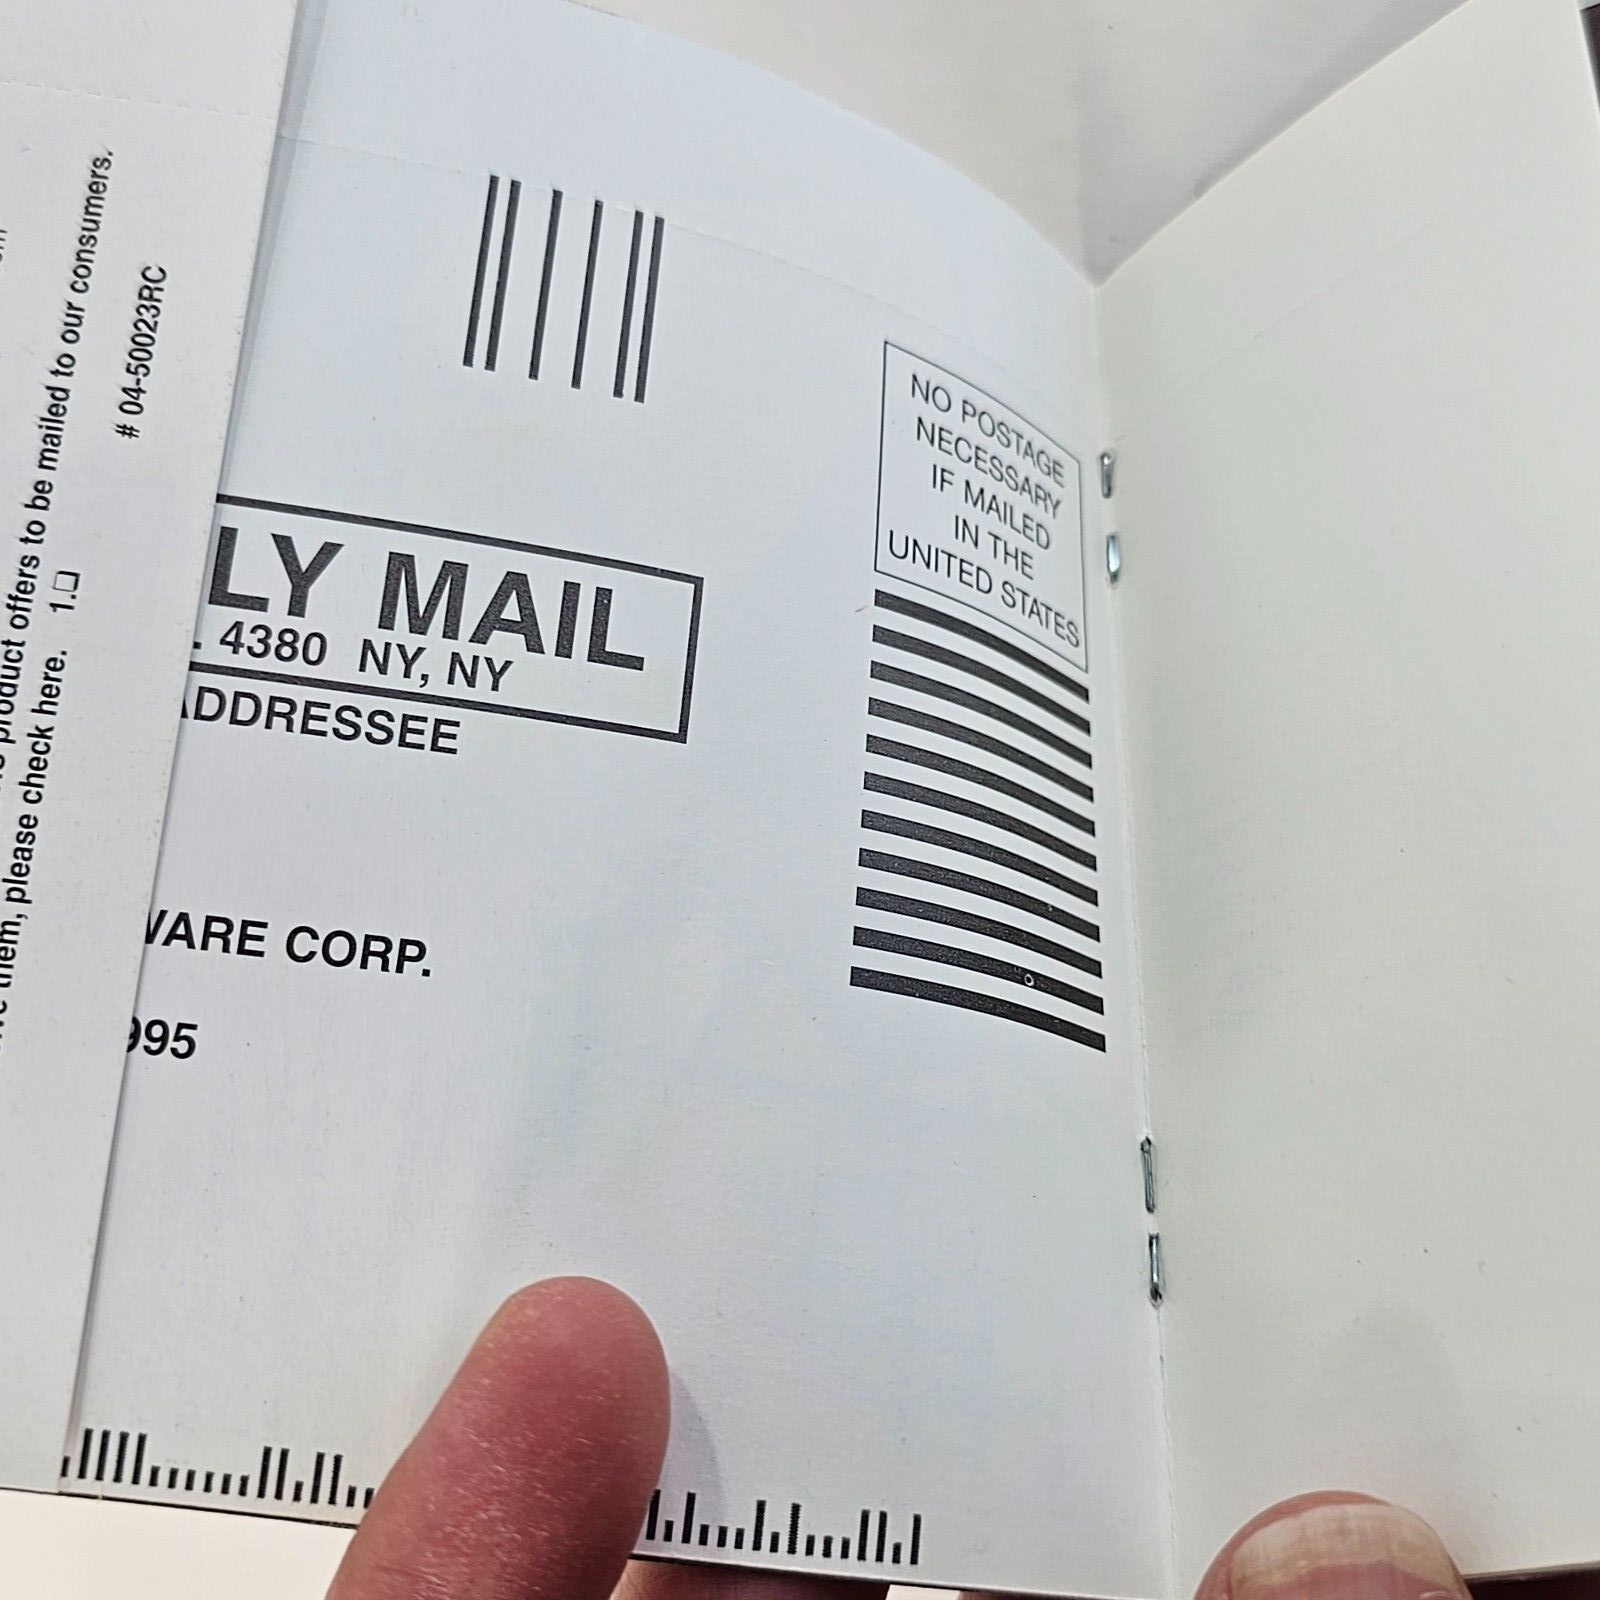 product offers to be mailed to our consumers.
them, please check here. 1.☐
# 04-50023RC
NO POSTAGE
NECESSARY
IF MAILED
IN THE
UNITED STATES
LY MAIL
. 4380 NY, NY
ADDRESSEE
WARE CORP.
995